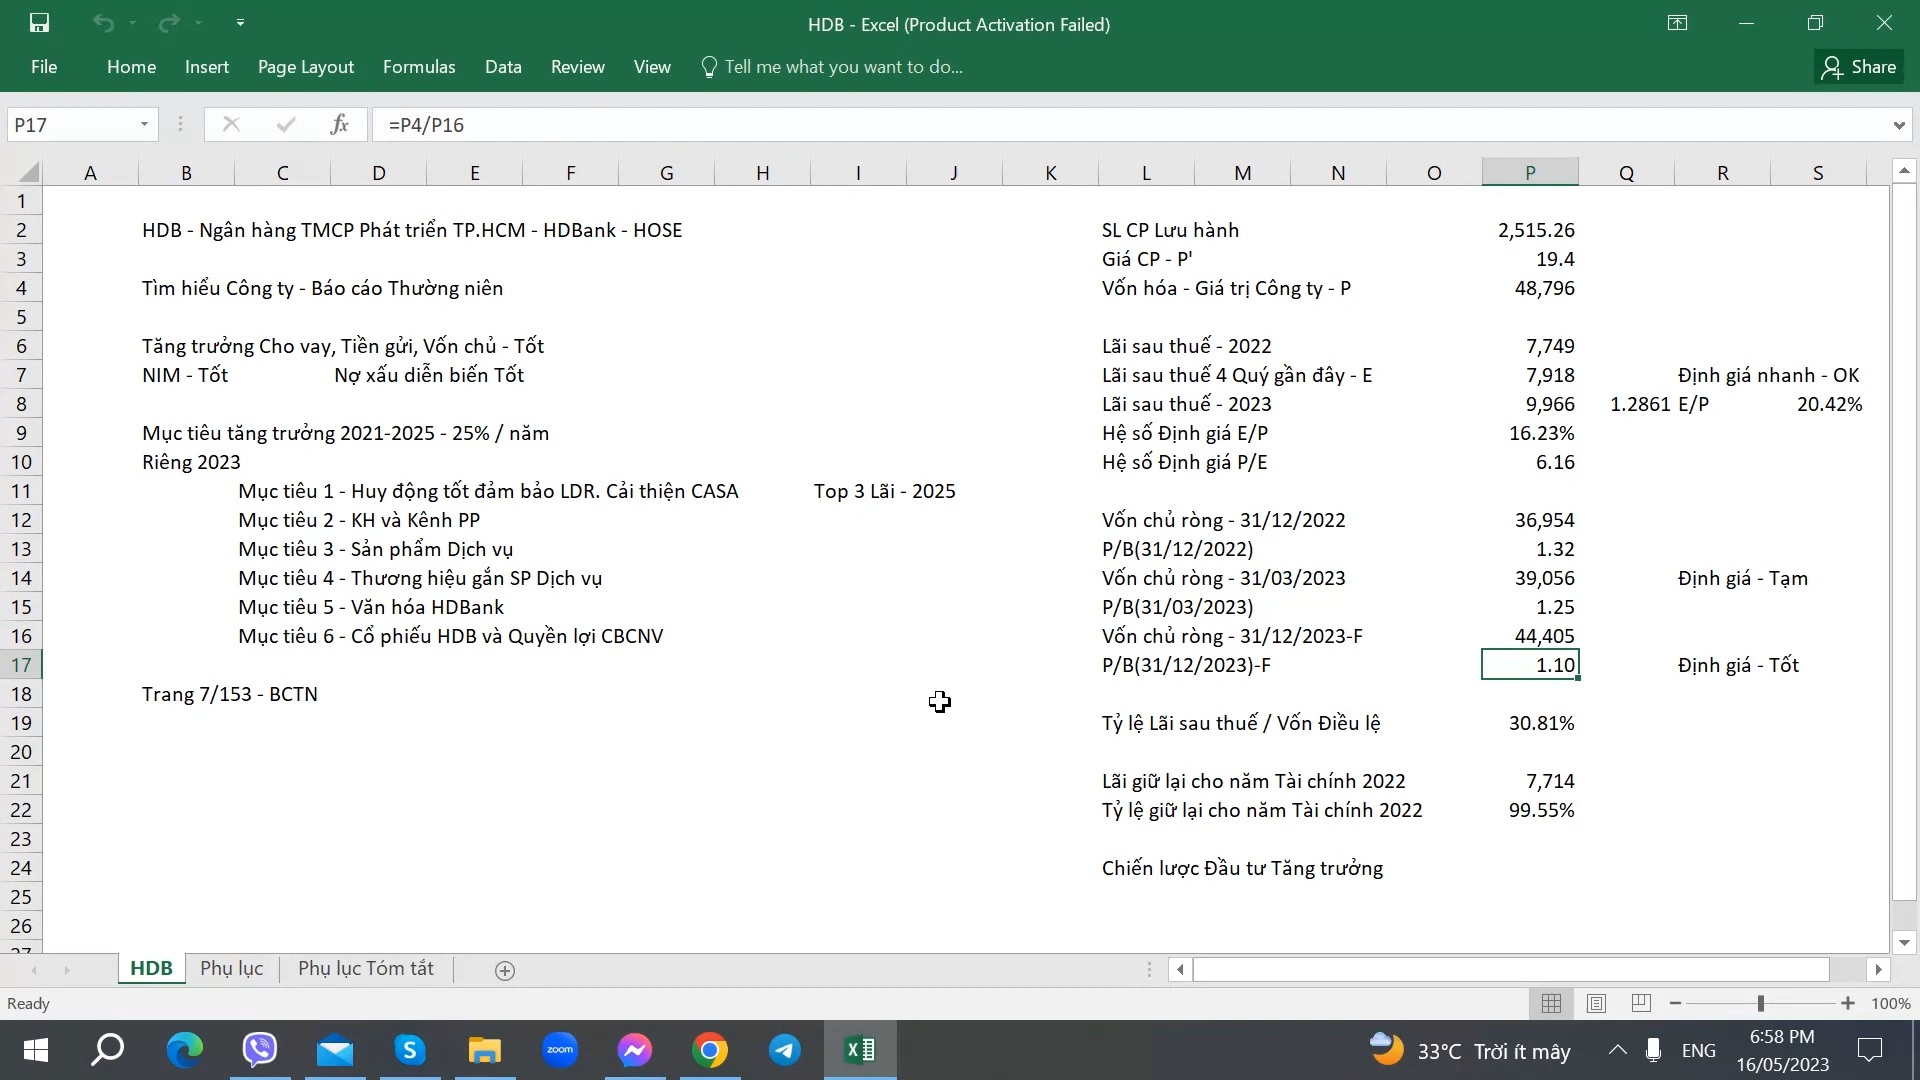 HDB - Excel (Product Activation Failed)
File Home Insert Page Layout Formulas Data Review View Tell me what you want to do... Share
P17 fx =P4/P16
A B C D E F G H I J K L M N O P Q R S
1
2 HDB - Ngân hàng TMCP Phát triển TP.HCM - HDBank - HOSE SL CP Lưu hành 2,515.26
3 Giá CP - P' 19.4
4 Tìm hiểu Công ty - Báo cáo Thường niên Vốn hóa - Giá trị Công ty - P 48,796
5
6 Tăng trưởng Cho vay, Tiền gửi, Vốn chủ - Tốt Lãi sau thuế - 2022 7,749
7 NIM - Tốt Nợ xấu diễn biến Tốt Lãi sau thuế 4 Quý gần đây - E 7,918 Định giá nhanh - OK
8 Lãi sau thuế - 2023 9,966 1.2861 E/P 20.42%
9 Mục tiêu tăng trưởng 2021-2025 - 25% / năm Hệ số Định giá E/P 16.23%
10 Riêng 2023 Hệ số Định giá P/E 6.16
11 Mục tiêu 1 - Huy động tốt đảm bảo LDR. Cải thiện CASA Top 3 Lãi - 2025
12 Mục tiêu 2 - KH và Kênh PP Vốn chủ ròng - 31/12/2022 36,954
13 Mục tiêu 3 - Sản phẩm Dịch vụ P/B(31/12/2022) 1.32
14 Mục tiêu 4 - Thương hiệu gắn SP Dịch vụ Vốn chủ ròng - 31/03/2023 39,056 Định giá - Tạm
15 Mục tiêu 5 - Văn hóa HDBank P/B(31/03/2023) 1.25
16 Mục tiêu 6 - Cổ phiếu HDB và Quyền lợi CBCNV Vốn chủ ròng - 31/12/2023-F 44,405
17 P/B(31/12/2023)-F 1.10 Định giá - Tốt
18 Trang 7/153 - BCTN
19 Tỷ lệ Lãi sau thuế / Vốn Điều lệ 30.81%
20
21 Lãi giữ lại cho năm Tài chính 2022 7,714
22 Tỷ lệ giữ lại cho năm Tài chính 2022 99.55%
23
24 Chiến lược Đầu tư Tăng trưởng
25
26
27
HDB Phụ lục Phụ lục Tóm tắt
Ready 100%
zoom 33°C Trời ít mây ENG 6:58 PM
16/05/2023